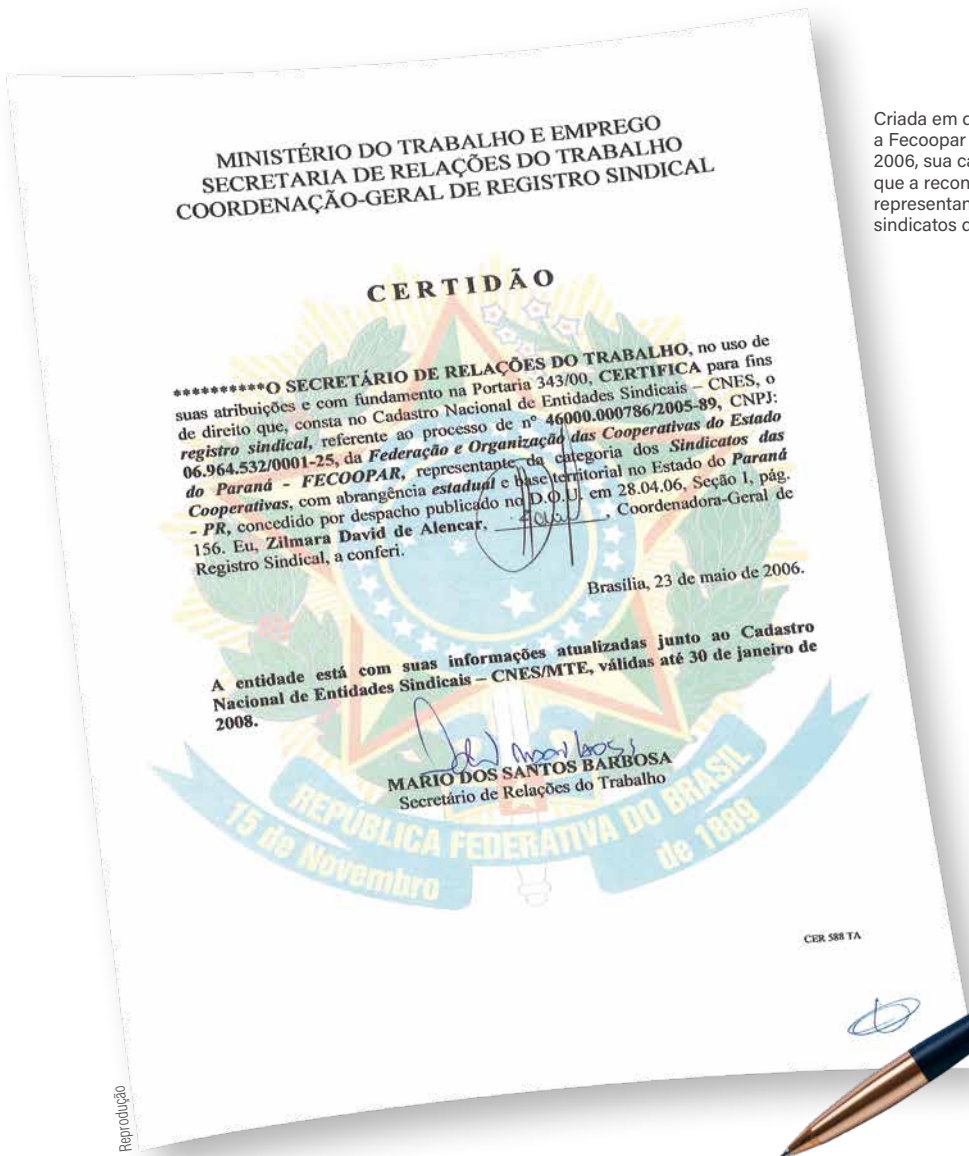 MINISTÉRIO DO TRABALHO E EMPREGO
SECRETARIA DE RELAÇÕES DO TRABALHO
COORDENAÇÃO-GERAL DE REGISTRO SINDICAL
CERTIDÃO
**********O SECRETÁRIO DE RELAÇÕES DO TRABALHO, no uso de
suas atribuições e com fundamento na Portaria 343/00, CERTIFICA para fins
de direito que, consta no Cadastro Nacional de Entidades Sindicais – CNES, o
registro sindical, referente ao processo de nº 46000.000786/2005-89, CNPJ:
06.964.532/0001-25, da Federação e Organização das Cooperativas do Estado
do Paraná - FECOOPAR, representante da categoria dos Sindicatos das
Cooperativas, com abrangência estadual e base territorial no Estado do Paraná
- PR, concedido por despacho publicado no D.O.U. em 28.04.06, Seção I, pág.
156. Eu, Zilmara David de Alencar, , Coordenadora-Geral de
Registro Sindical, a conferi.
Brasília, 23 de maio de 2006.
A entidade está com suas informações atualizadas junto ao Cadastro
Nacional de Entidades Sindicais – CNES/MTE, válidas até 30 de janeiro de
2008.
MARIO DOS SANTOS BARBOSA
Secretário de Relações do Trabalho
REPÚBLICA FEDERATIVA DO BRASIL
15 de Novembro de 1889
CER 588 TA
Reprodução
Criada em
a Fecoopar
2006, sua
que a
sindicatos